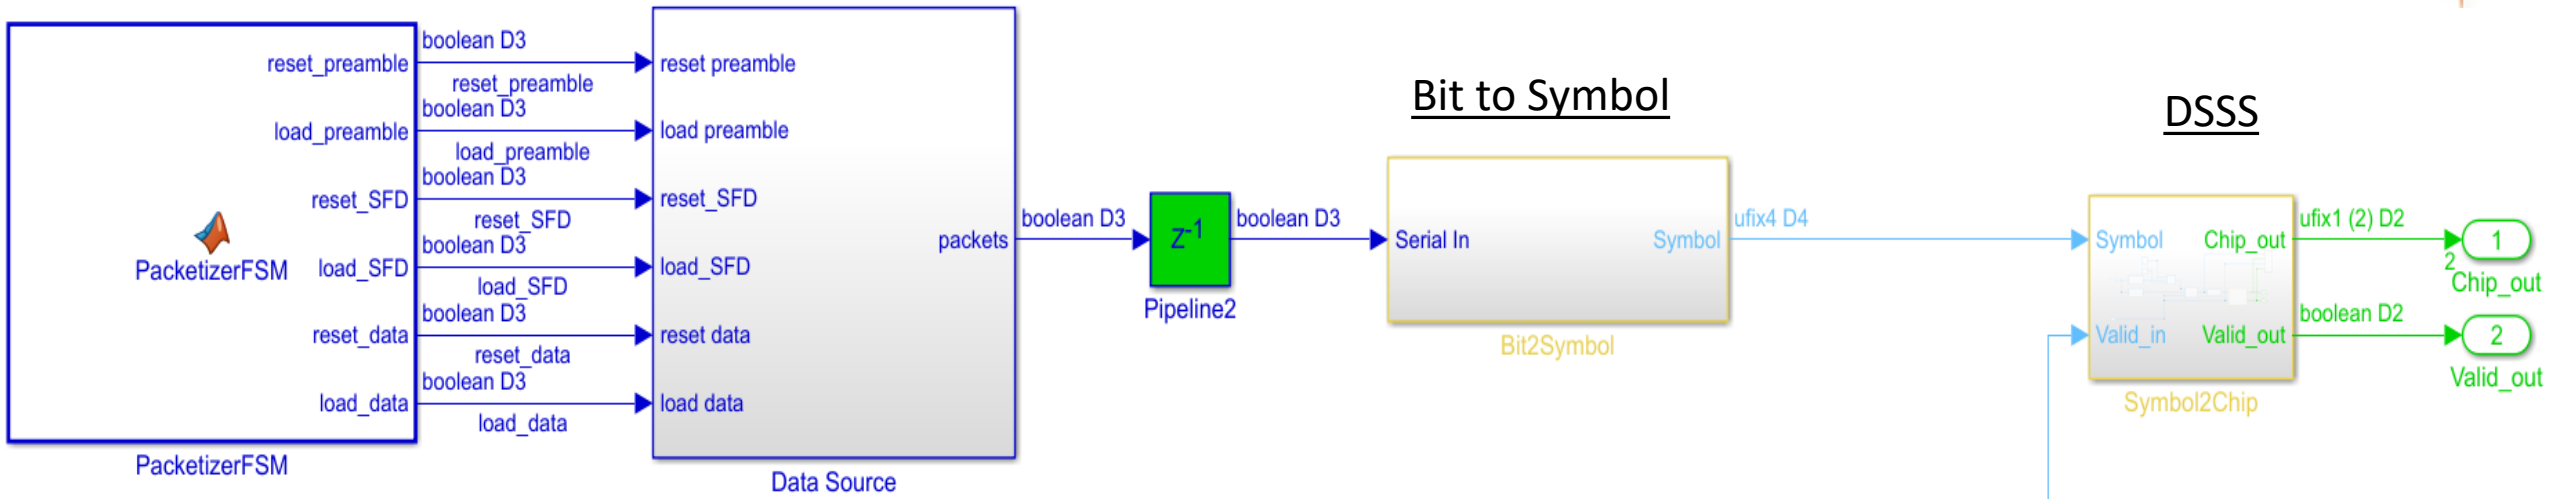 boolean D3
reset_preamble
reset preamble
reset_preamble
boolean D3
load_preamble
load preamble
load_preamble
boolean D3
reset_SFD
reset_SFD
reset_SFD
boolean D3
PacketizerFSM
load_SFD
load_SFD
load_SFD
boolean D3
reset_data
reset data
reset_data
boolean D3
load_data
load data
load_data
PacketizerFSM
packets
Data Source
boolean D3
z-1
Pipeline2
boolean D3
Bit to Symbol
Serial In
Symbol
Bit2Symbol
ufix4 D4
DSSS
Symbol
Chip_out
Valid_in
Valid_out
Symbol2Chip
ufix1 (2) D2
2
1
Chip_out
boolean D2
2
Valid_out